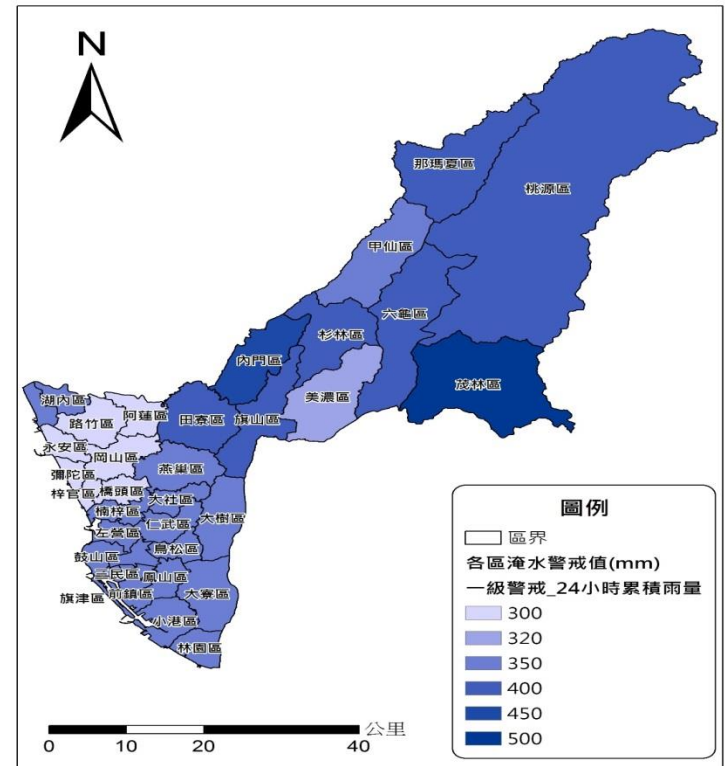 N
那瑪夏區
桃源區
甲仙區
六龜區
杉林區
內門區
茂林區
美濃區
湖內區
阿蓮區
路竹區
田寮區
旗山區
永安區
岡山區
燕巢區
彌陀區
梓官區
橋頭區
大社區
楠梓區
大樹區
仁武區
左營區
鳥松區
鼓山區
三民區
鳳山區
前鎮區
大寮區
旗津區
小港區
林園區
圖例
區界
各區淹水警戒值(mm)
一級警戒_24小時累積雨量
300
320
350
400
450
500
公里
0 10 20 40